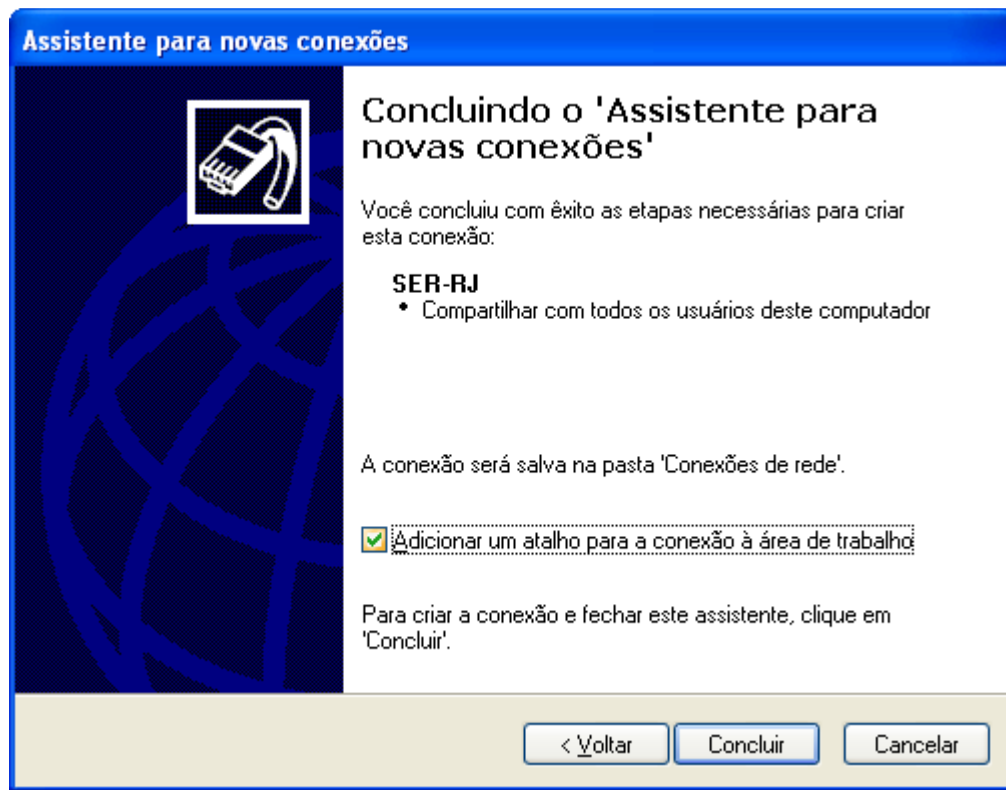 Assistente para novas conexões
Concluindo o 'Assistente para
novas conexões'
Você concluiu com êxito as etapas necessárias para criar
esta conexão:
SER-RJ
• Compartilhar com todos os usuários deste computador
A conexão será salva na pasta 'Conexões de rede'.
Adicionar um atalho para a conexão à área de trabalho
Para criar a conexão e fechar este assistente, clique em
'Concluir'.
< Voltar
Concluir
Cancelar